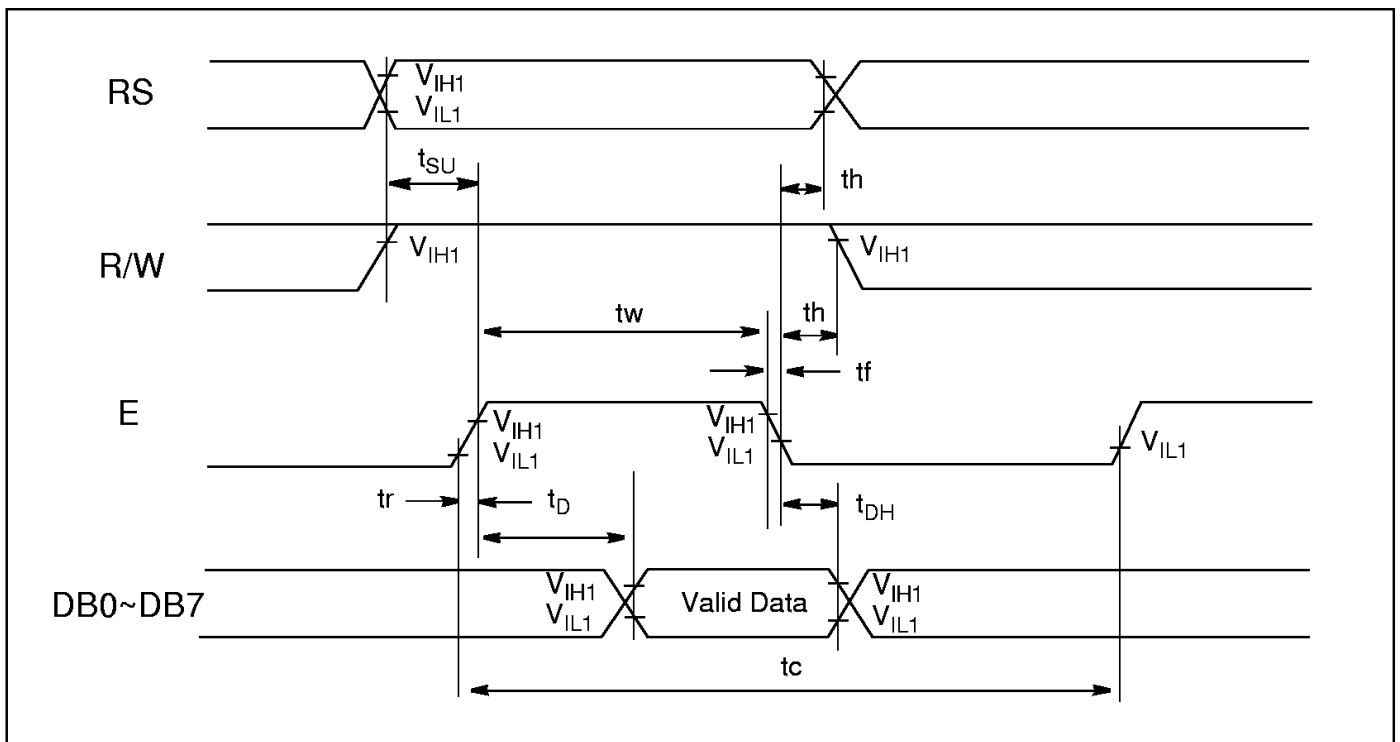 RS
VIH1
VIL1
tSU
th
R/W
VIH1
VIH1
tw
th
tf
E
VIH1
VIL1
VIH1
VIL1
VIL1
tr
tD
tDH
DB0~DB7
VIH1
VIL1
Valid Data
VIH1
VIL1
tc